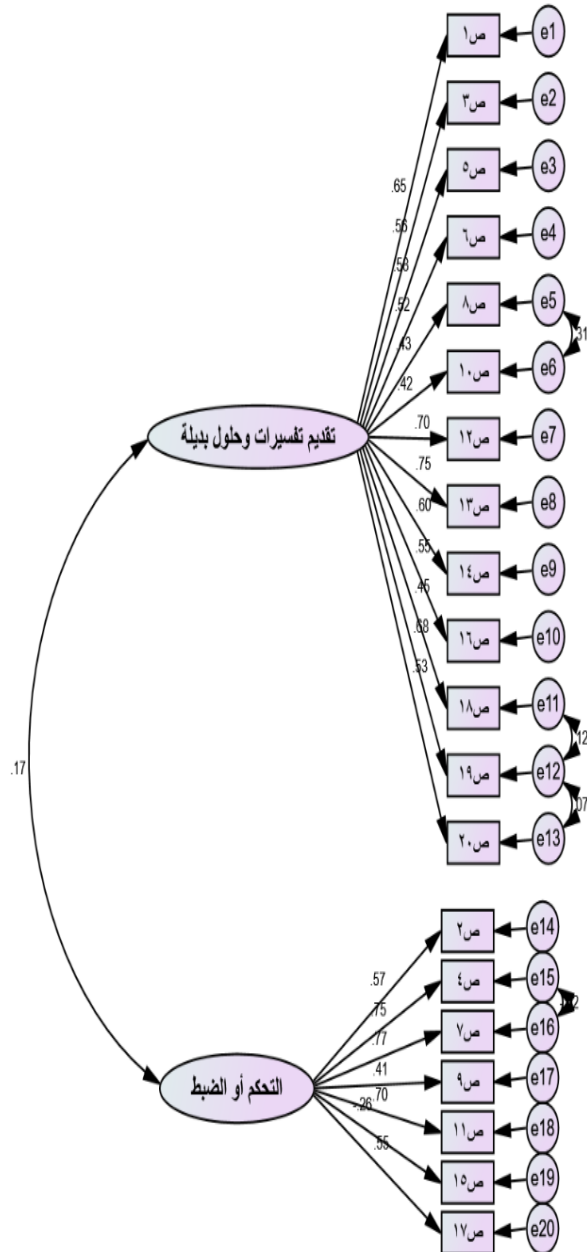 ص١
e1
ص٣
e2
ص٥
e3
ص٦
e4
ص٨
e5
ص١٠
e6
ص١٢
e7
ص١٣
e8
ص١٤
e9
ص١٦
e10
ص١٨
e11
ص١٩
e12
ص٢٠
e13
.65
.56
.58
.52
.43
.42
.70
.75
.60
.55
.45
.68
.53
.31
.12
.07
تقديم تفسيرات وحلول بديلة
.17
التحكم أو الضبط
ص٢
e14
ص٤
e15
ص٧
e16
ص٩
e17
ص١١
e18
ص١٥
e19
ص١٧
e20
.57
.75
.77
.41
.70
-.26
.55